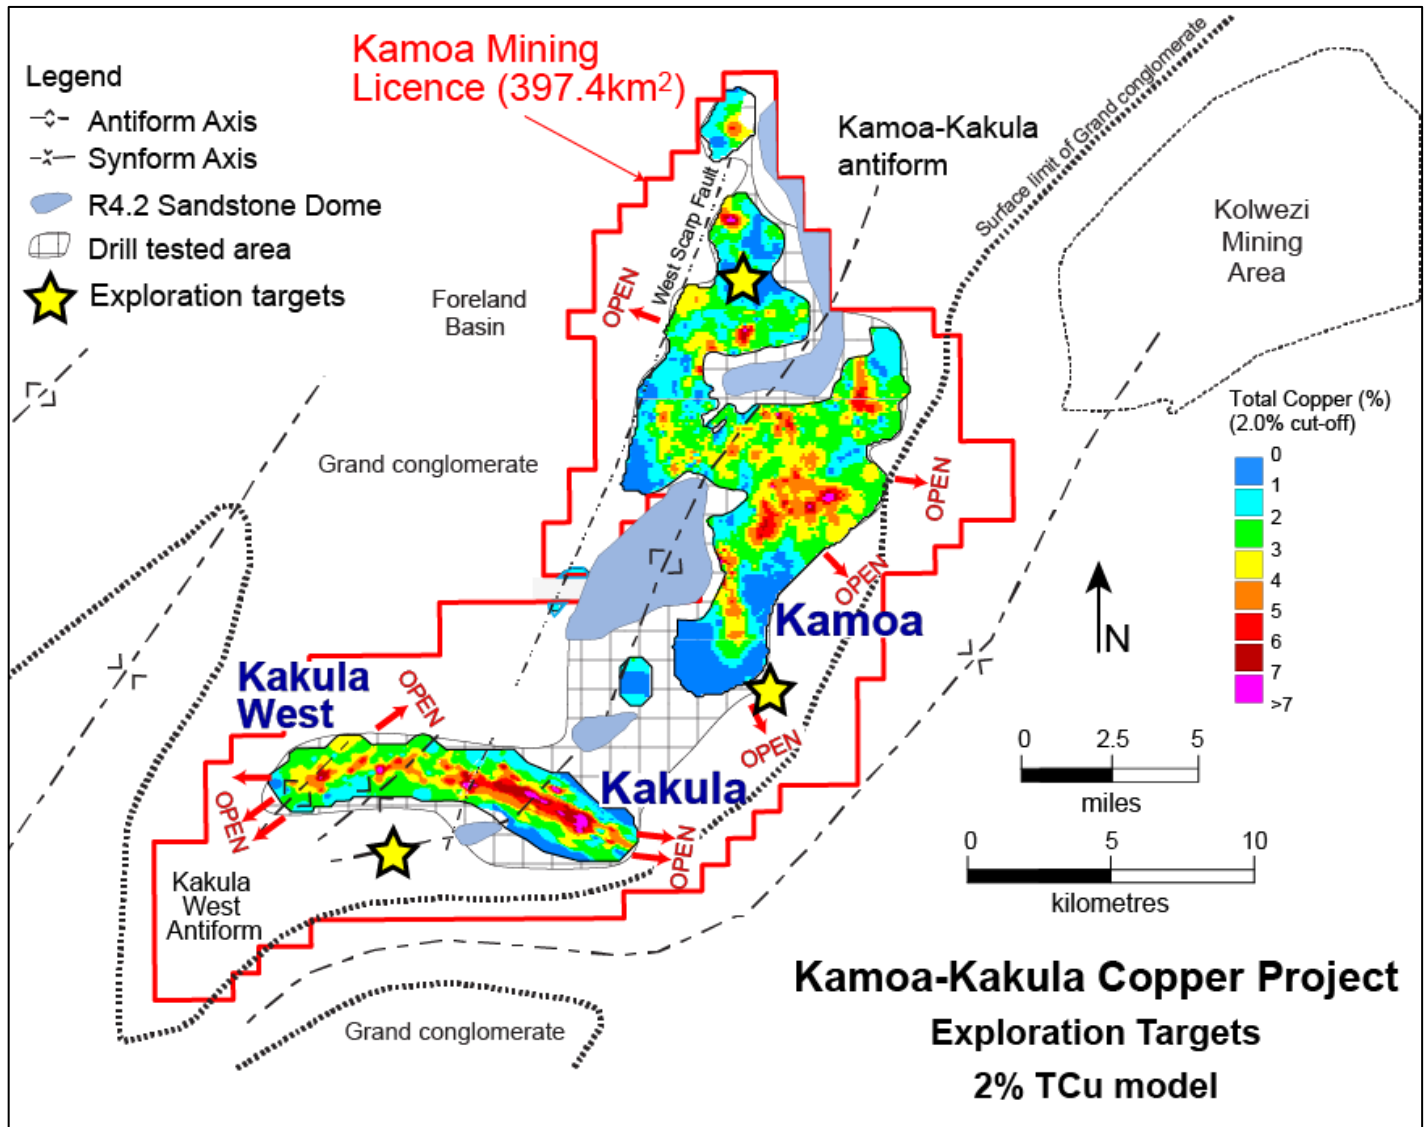 Kamoa Mining
Licence (397.4km²)
Legend
Antiform Axis
Synform Axis
R4.2 Sandstone Dome
Drill tested area
Exploration targets
Kamoa-Kakula
antiform
Surface limit of Grand conglomerate
Kolwezi
Mining
Area
West Scarp Fault
OPEN
Foreland
Basin
Grand conglomerate
Total Copper (%)
(2.0% cut-off)
0
1
2
3
4
5
6
7
>7
OPEN
OPEN
Kamoa
N
Kakula
West
OPEN
OPEN
Kakula
OPEN
OPEN
0 2.5 5
miles
0 5 10
kilometres
Kakula
West
Antiform
Grand conglomerate
Kamoa-Kakula Copper Project
Exploration Targets
2% TCu model